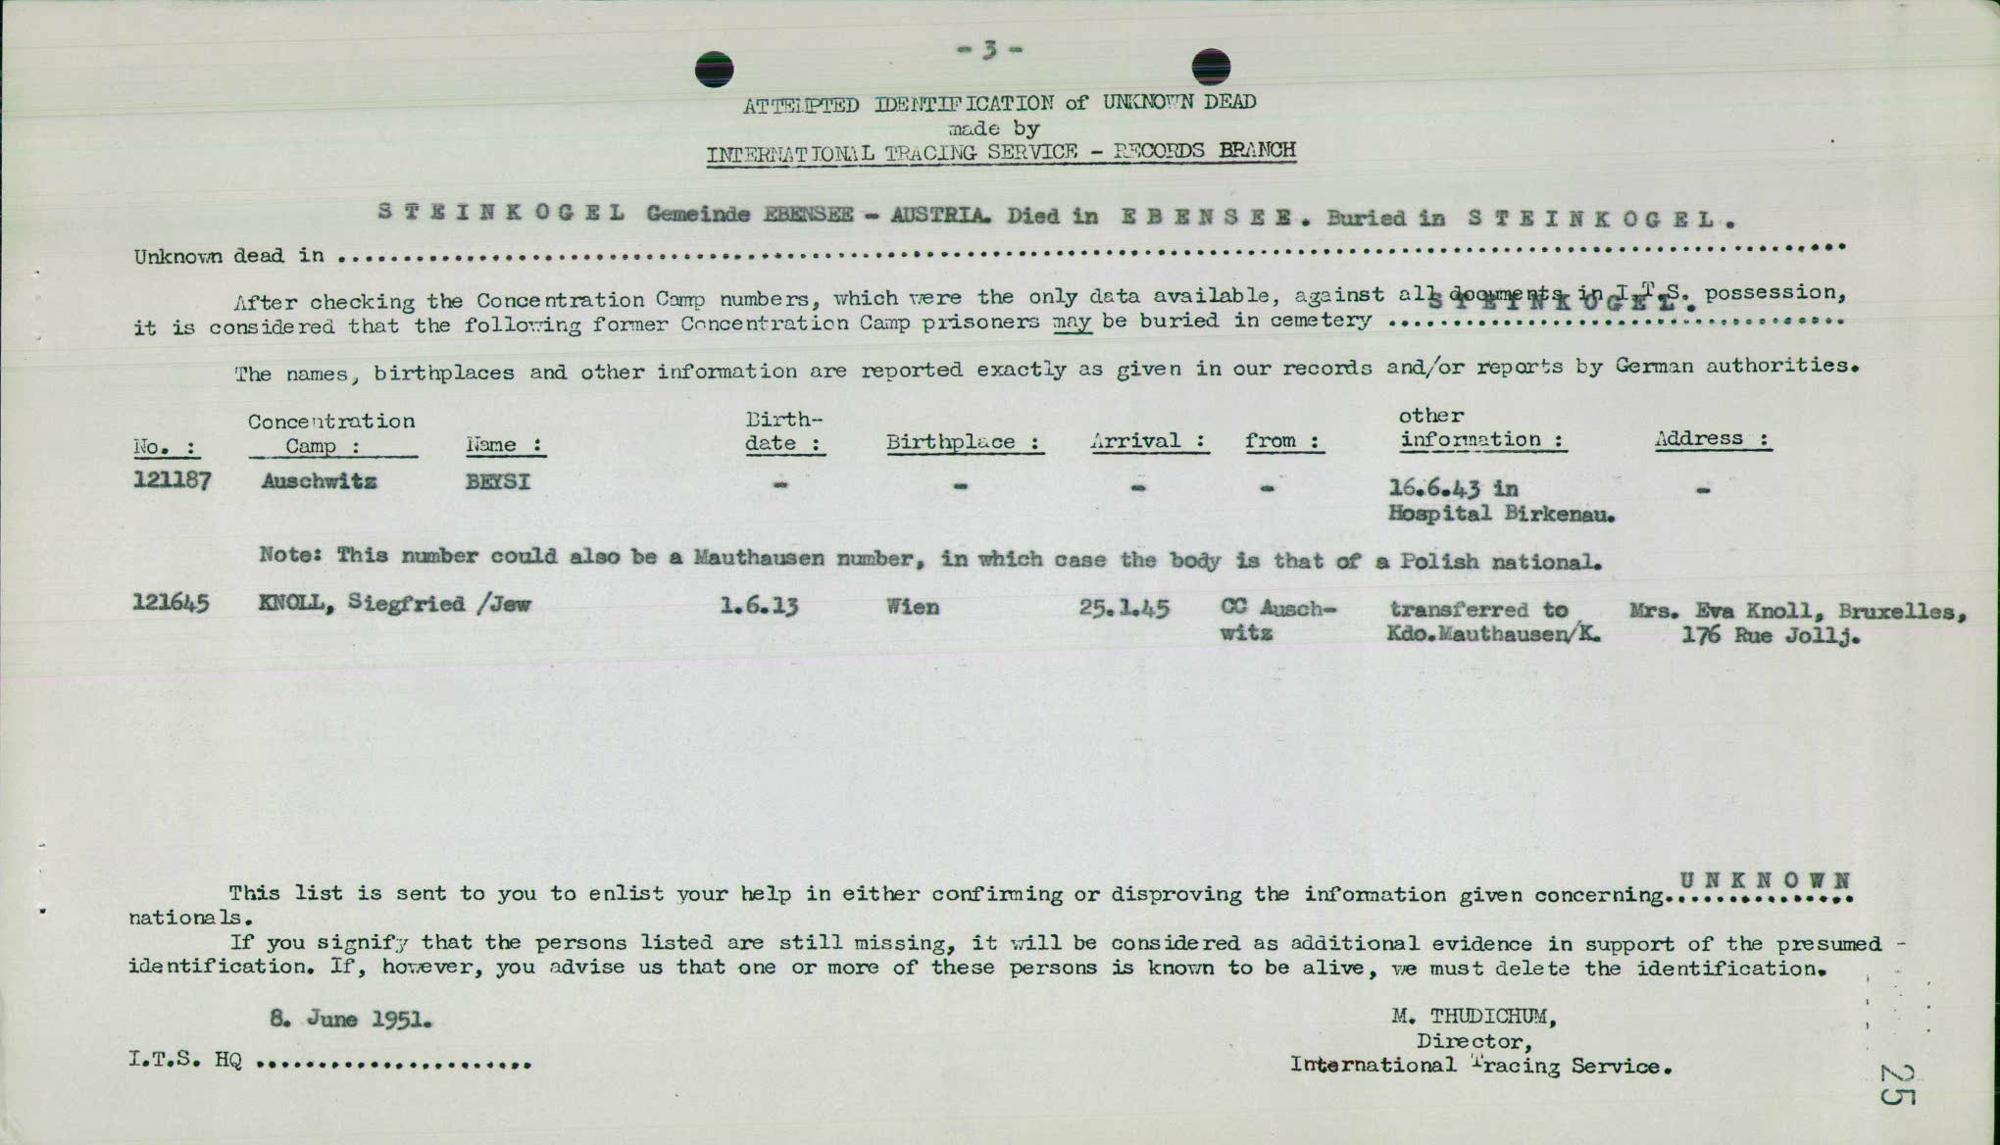 - 3 -
ATTEMPTED IDENTIFICATION of UNKNOWN DEAD
made by
INTERNATIONAL TRACING SERVICE - RECORDS BRANCH
S T E I N K O G E L Gemeinde EBENSEE - AUSTRIA. Died in E B E N S E E. Buried in S T E I N K O G E L.
Unknown dead in ........................................................................
After checking the Concentration Camp numbers, which were the only data available, against all documents in I.T.S. possession,
S T E I N K O G E L.
it is considered that the following former Concentration Camp prisoners may be buried in cemetery ....................................
The names, birthplaces and other information are reported exactly as given in our records and/or reports by German authorities.
No. : Concentration Camp : Name : Birth-date : Birthplace : Arrival : from : other information : Address :
121187 Auschwitz BEYSI - - - - 16.6.43 in -
Hospital Birkenau.
Note: This number could also be a Mauthausen number, in which case the body is that of a Polish national.
121645 KNOLL, Siegfried /Jew 1.6.13 Wien 25.1.45 CC Ausch- transferred to Mrs. Eva Knoll, Bruxelles,
witz Kdo.Mauthausen/K. 176 Rue Jollj.
U N K N O W N
This list is sent to you to enlist your help in either confirming or disproving the information given concerning................
nationals.
If you signify that the persons listed are still missing, it will be considered as additional evidence in support of the presumed -
identification. If, however, you advise us that one or more of these persons is known to be alive, we must delete the identification.
8. June 1951.
M. THUDICHUM,
Director,
I.T.S. HQ ......................
International Tracing Service.
25